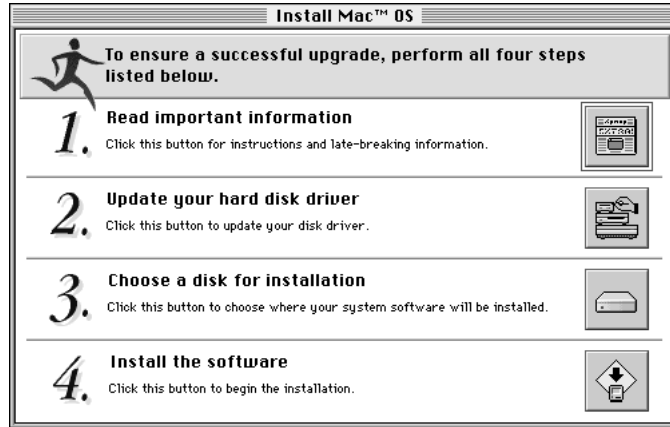 Install Mac™ OS
To ensure a successful upgrade, perform all four steps
listed below.
1.
Read important information
Click this button for instructions and late-breaking information.
EXTRA!
2.
Update your hard disk driver
Click this button to update your disk driver.
3.
Choose a disk for installation
Click this button to choose where your system software will be installed.
4.
Install the software
Click this button to begin the installation.